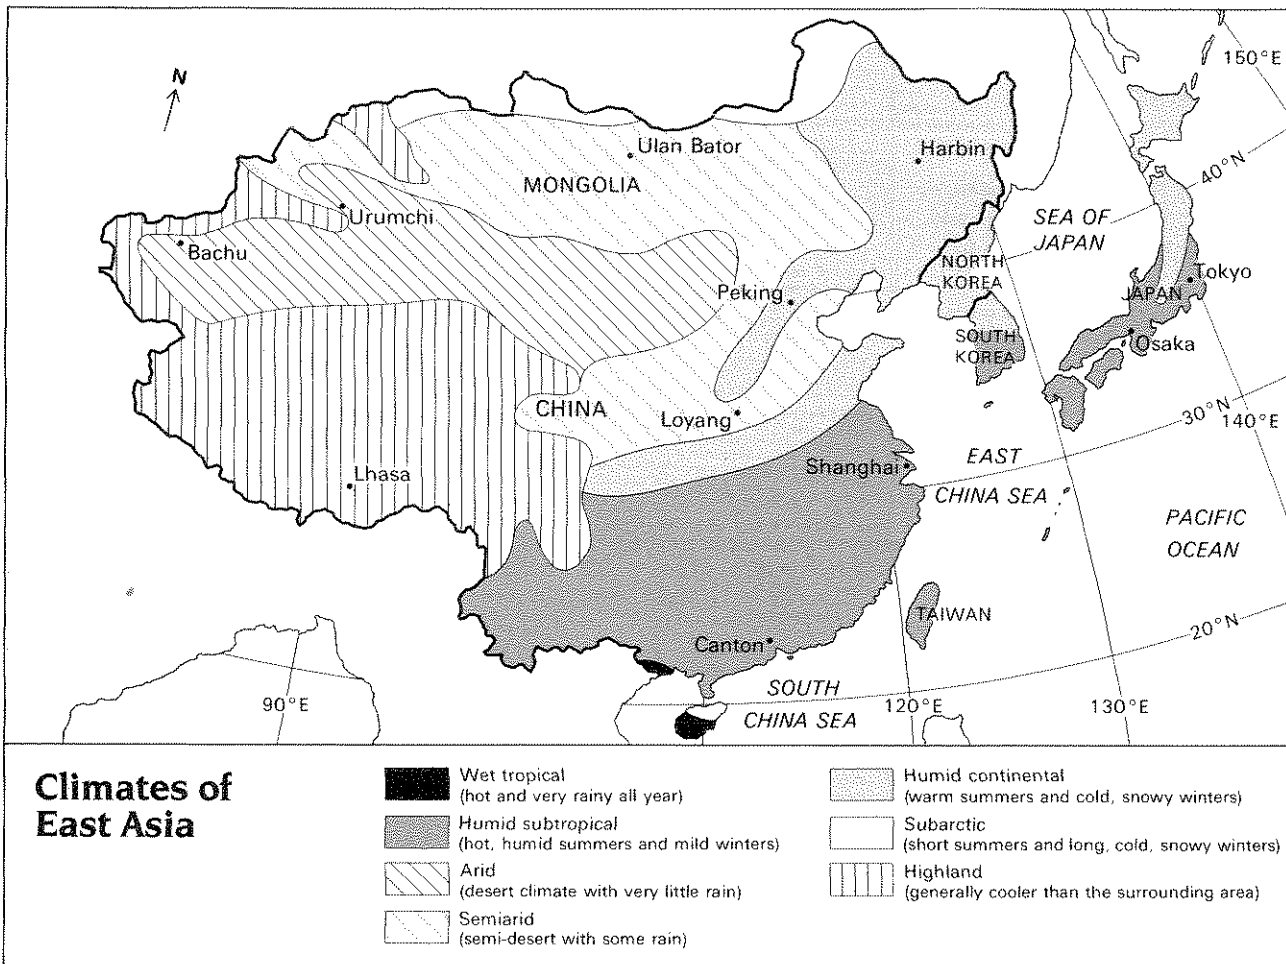 N
150°E
Ulan Bator
Harbin
MONGOLIA
40°N
Urumchi
SEA OF
JAPAN
Bachu
NORTH
KOREA
Tokyo
Peking
JAPAN
SOUTH
KOREA
Osaka
CHINA
Loyang
30°N
140°E
Shanghai
EAST
CHINA SEA
Lhasa
PACIFIC
OCEAN
TAIWAN
20°N
Canton
SOUTH
CHINA SEA
90°E
120°E
130°E
Climates of
East Asia
Wet tropical
(hot and very rainy all year)
Humid subtropical
(hot, humid summers and mild winters)
Arid
(desert climate with very little rain)
Semiarid
(semi-desert with some rain)
Humid continental
(warm summers and cold, snowy winters)
Subarctic
(short summers and long, cold, snowy winters)
Highland
(generally cooler than the surrounding area)